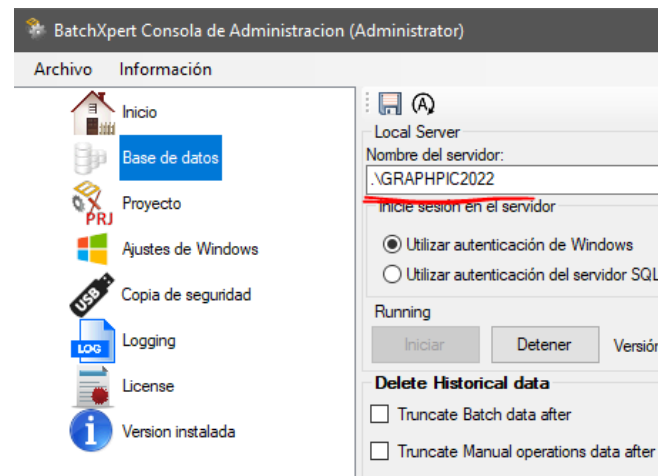 BatchXpert Consola de Administracion (Administrator)
Archivo Información
Inicio
Base de datos
PRJ
Proyecto
Ajustes de Windows
USB
Copia de seguridad
LOG
Logging
License
Version instalada
Local Server
Nombre del servidor:
.\GRAPHPIC2022
Inicie sesión en el servidor
Utilizar autenticación de Windows
Utilizar autenticación del servidor SQL
Running
Iniciar Detener Versión
Delete Historical data
Truncate Batch data after
Truncate Manual operations data after